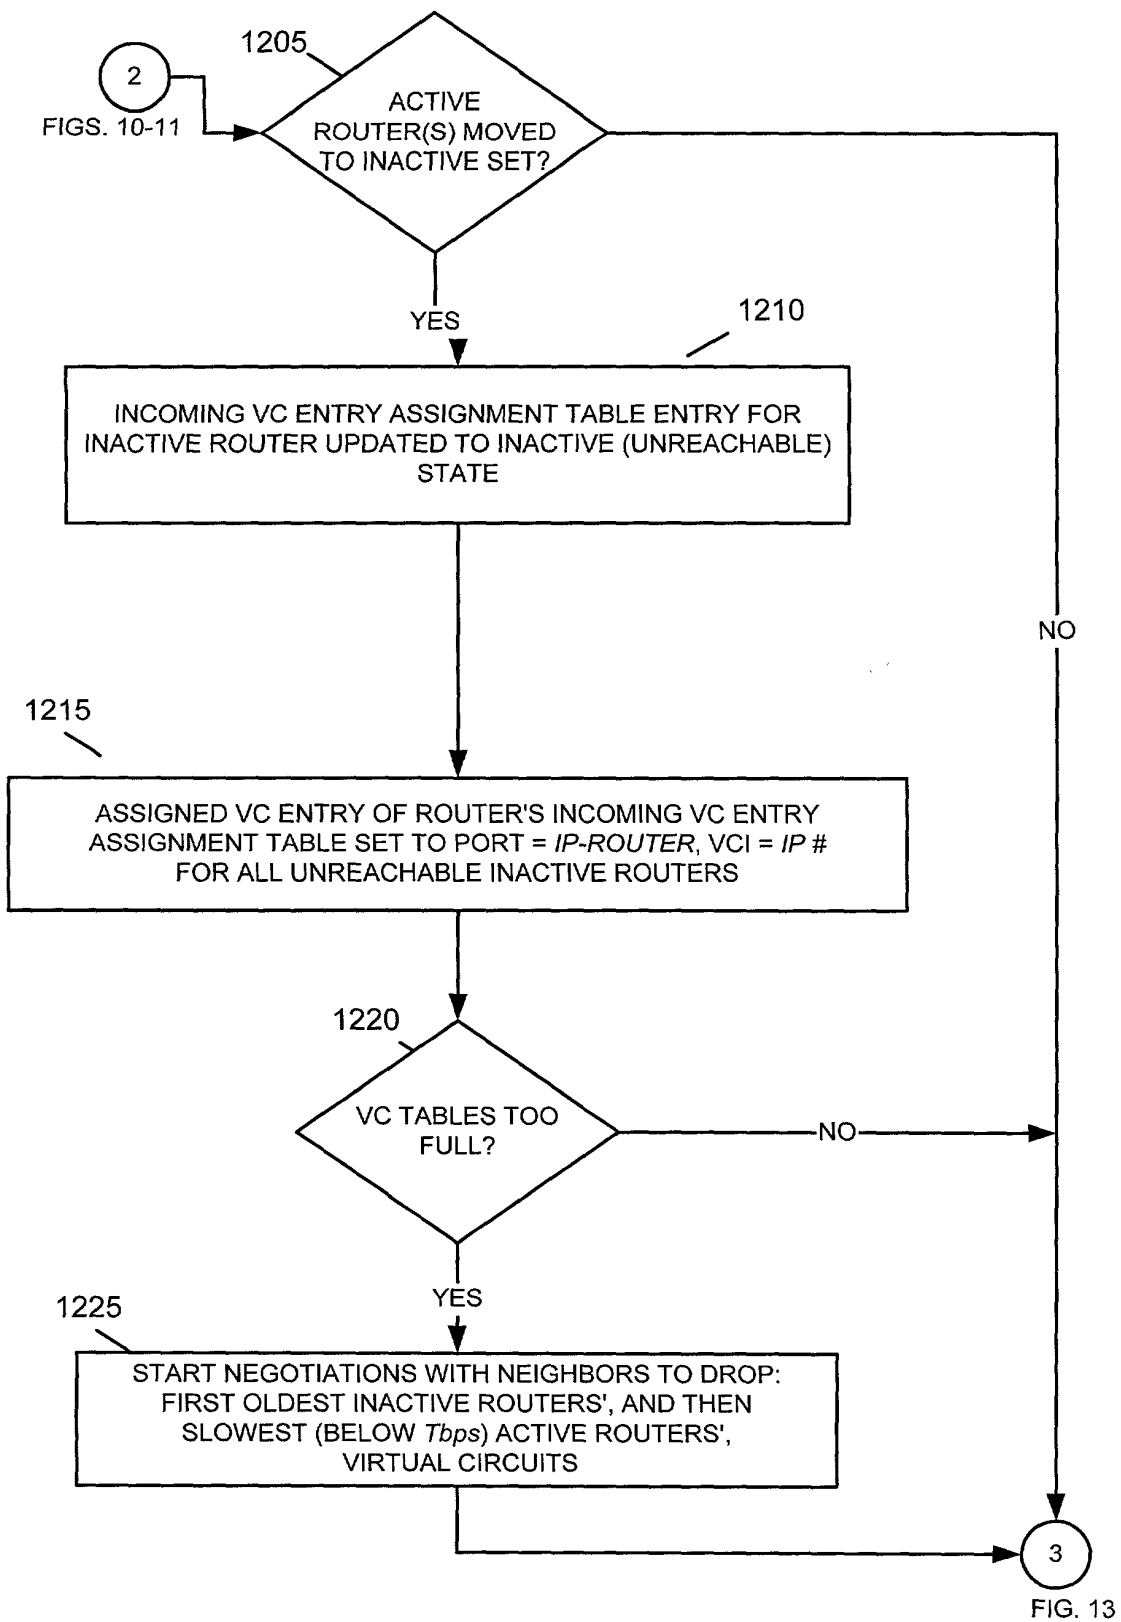 1205
2
FIGS. 10-11
ACTIVE
ROUTER(S) MOVED
TO INACTIVE SET?
YES
1210
INCOMING VC ENTRY ASSIGNMENT TABLE ENTRY FOR
INACTIVE ROUTER UPDATED TO INACTIVE (UNREACHABLE)
STATE
NO
1215
ASSIGNED VC ENTRY OF ROUTER'S INCOMING VC ENTRY
ASSIGNMENT TABLE SET TO PORT = IP-ROUTER, VCI = IP #
FOR ALL UNREACHABLE INACTIVE ROUTERS
1220
VC TABLES TOO
FULL?
NO
YES
1225
START NEGOTIATIONS WITH NEIGHBORS TO DROP:
FIRST OLDEST INACTIVE ROUTERS', AND THEN
SLOWEST (BELOW Tbps) ACTIVE ROUTERS',
VIRTUAL CIRCUITS
3
FIG. 13